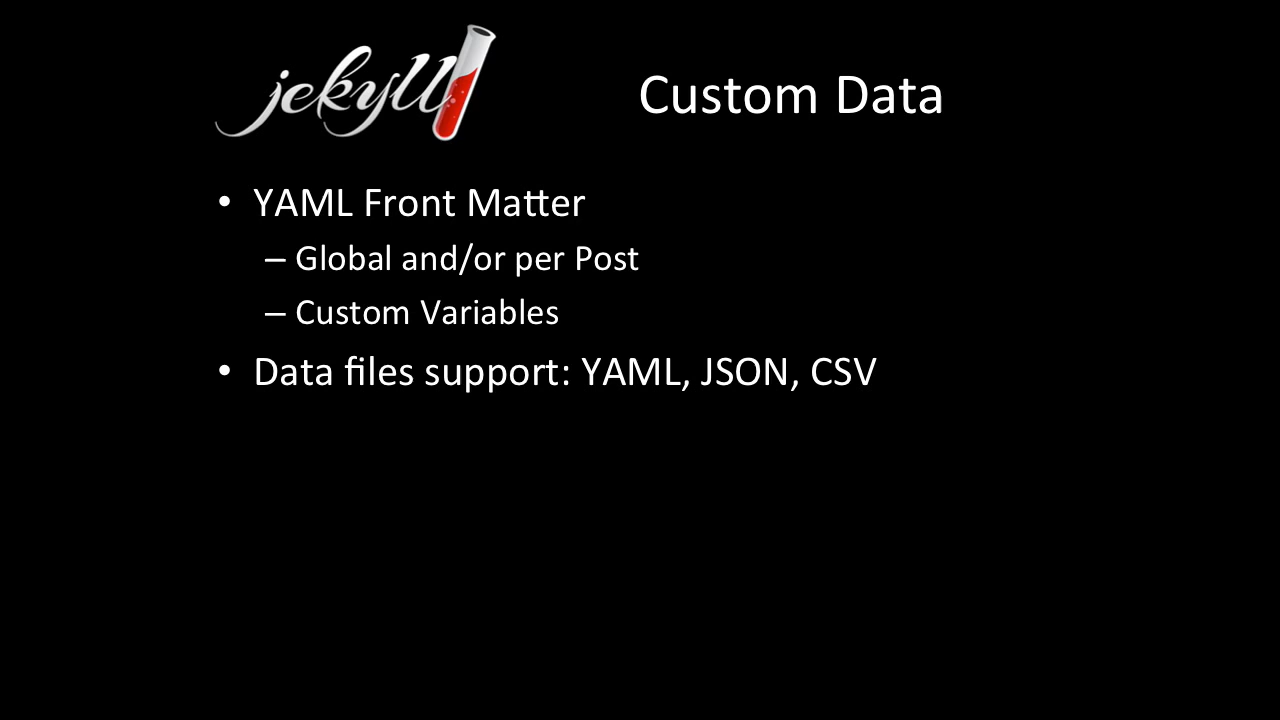 jekyll
Custom Data
• YAML Front Matter
– Global and/or per Post
– Custom Variables
• Data files support: YAML, JSON, CSV